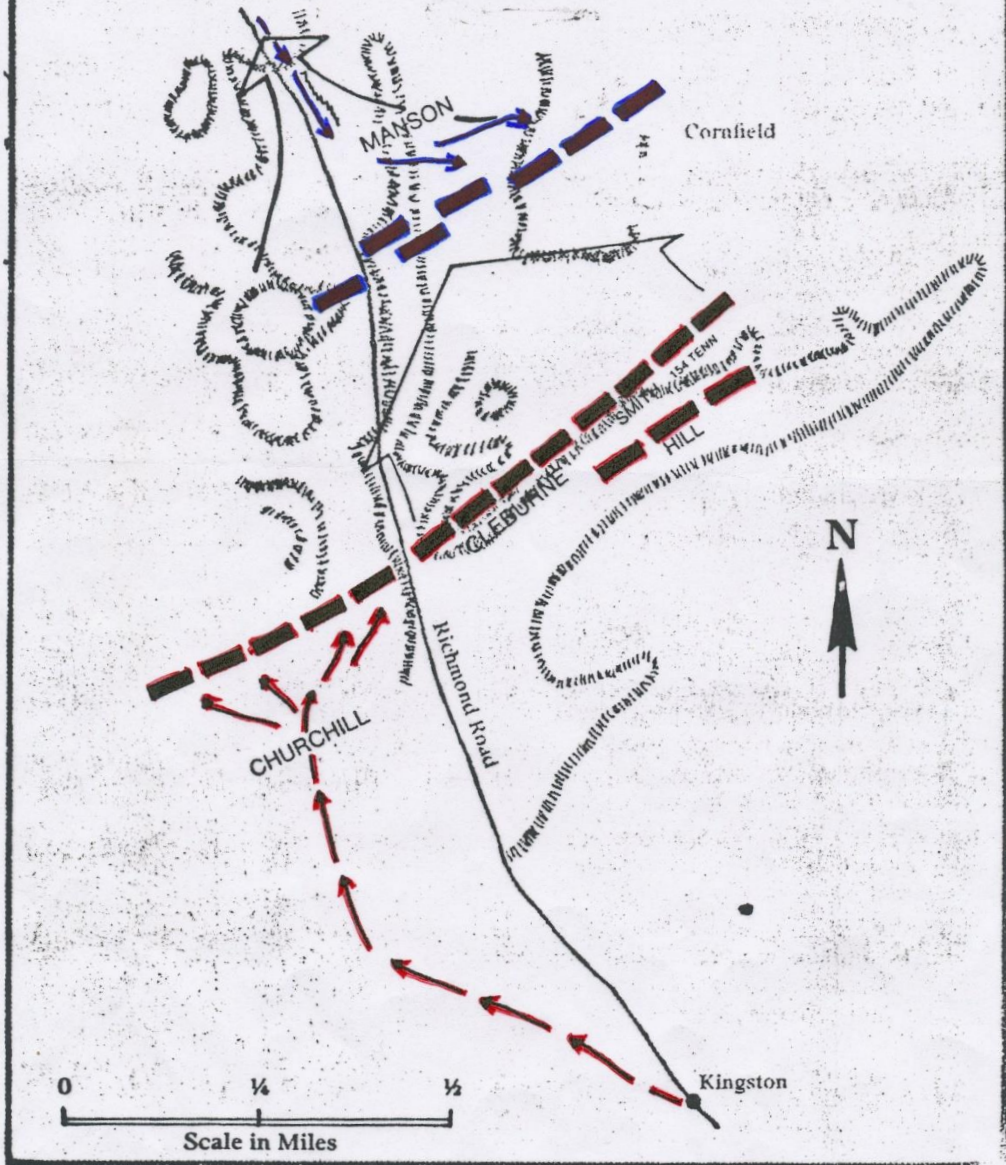 MANSON
Cornfield
154 TENN
SMITH
HILL
CLEBURNE
N
Richmond Road
CHURCHILL
Kingston
0 ¼ ½
Scale in Miles